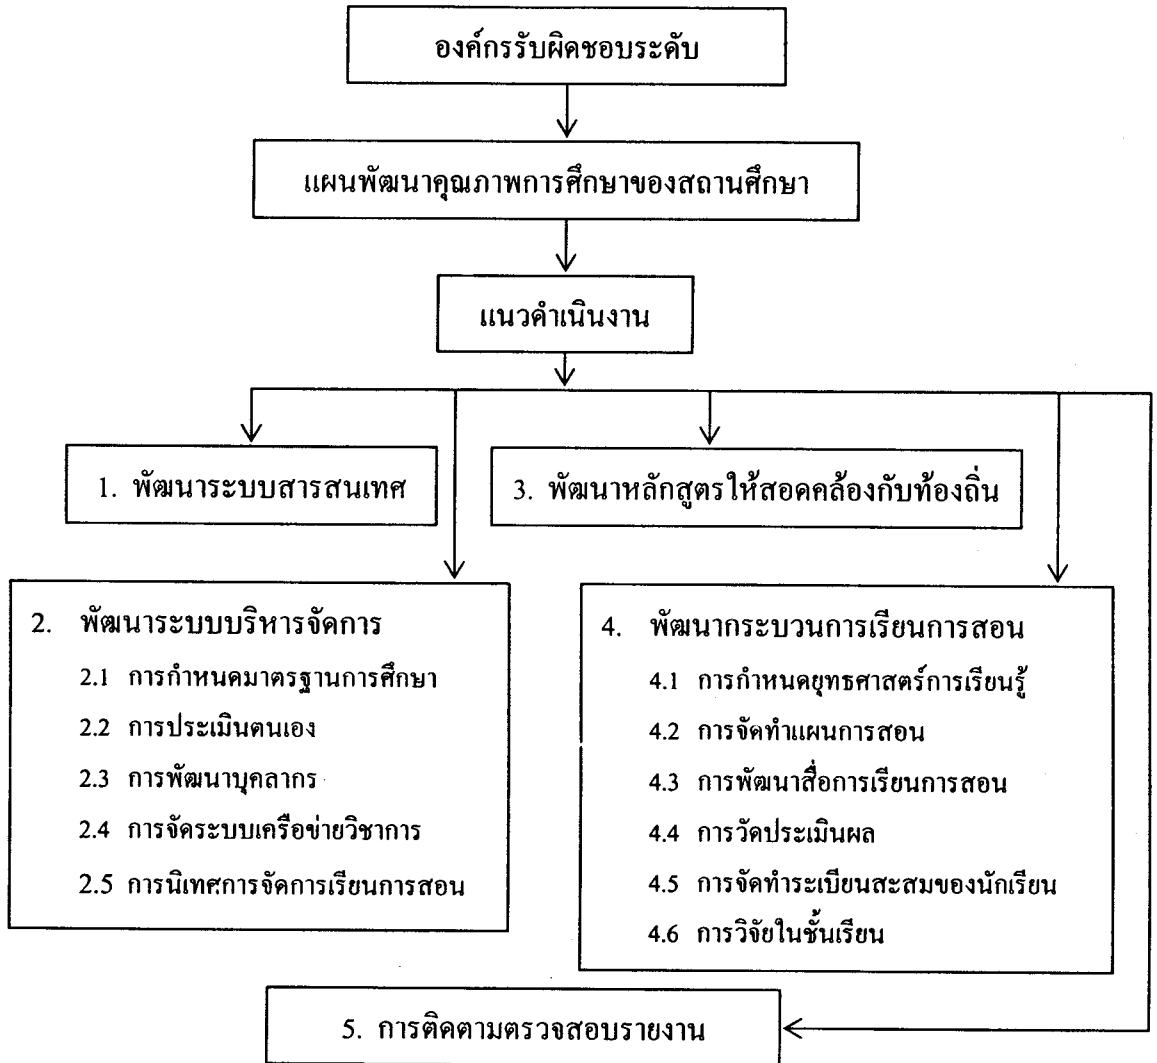 องค์กรรับผิดชอบระดับ
แผนพัฒนาคุณภาพการศึกษาของสถานศึกษา
แนวดำเนินงาน
1. พัฒนาระบบสารสนเทศ
3. พัฒนาหลักสูตรให้สอดคล้องกับท้องถิ่น
2. พัฒนาระบบบริหารจัดการ
2.1 การกำหนดมาตรฐานการศึกษา
2.2 การประเมินตนเอง
2.3 การพัฒนาบุคลากร
2.4 การจัดระบบเครือข่ายวิชาการ
2.5 การนิเทศการจัดการเรียนการสอน
4. พัฒนากระบวนการเรียนการสอน
4.1 การกำหนดยุทธศาสตร์การเรียนรู้
4.2 การจัดทำแผนการสอน
4.3 การพัฒนาสื่อการเรียนการสอน
4.4 การวัดประเมินผล
4.5 การจัดทำระเบียนสะสมของนักเรียน
4.6 การวิจัยในชั้นเรียน
5. การติดตามตรวจสอบรายงาน